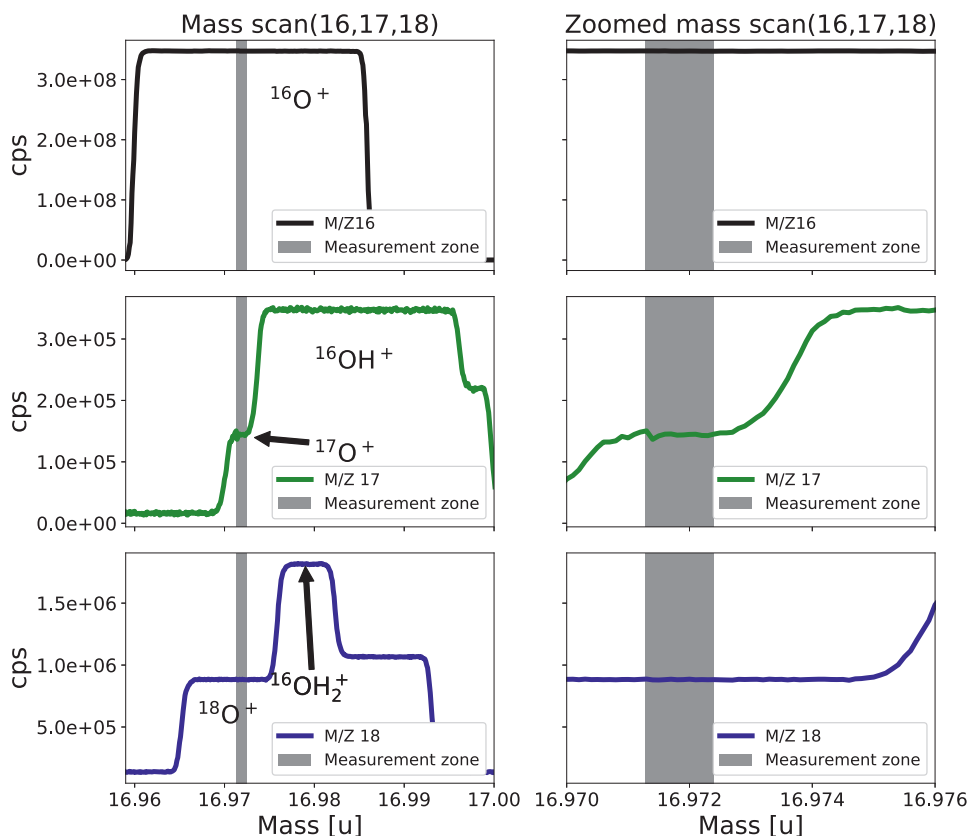 Mass scan(16,17,18)
Zoomed mass scan(16,17,18)
cps
3.0e+08
2.0e+08
1.0e+08
0.0e+00
¹⁶O⁺
M/Z16
Measurement zone
M/Z16
Measurement zone
cps
3.0e+05
2.0e+05
1.0e+05
0.0e+00
¹⁶OH⁺
¹⁷O⁺
M/Z 17
Measurement zone
M/Z 17
Measurement zone
cps
1.5e+06
1.0e+06
5.0e+05
¹⁶OH₂⁺
¹⁸O⁺
M/Z 18
Measurement zone
M/Z 18
Measurement zone
16.96 16.97 16.98 16.99 17.00
16.970 16.972 16.974 16.976
Mass [u]
Mass [u]